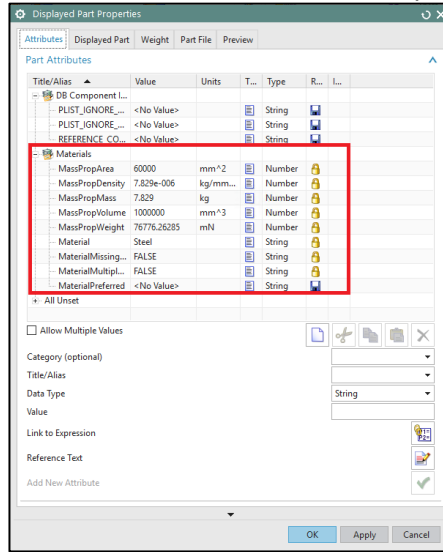 Displayed Part Properties
Attributes Displayed Part Weight Part File Preview
Part Attributes
Title/Alias Value Units T... Type R... I...
DB Component I...
PLIST_IGNORE_... <No Value> String
PLIST_IGNORE_... <No Value> String
REFERENCE_CO... <No Value> String
Materials
MassPropArea 60000 mm^2 Number
MassPropDensity 7.829e-006 kg/mm... Number
MassPropMass 7.829 kg Number
MassPropVolume 1000000 mm^3 Number
MassPropWeight 76776.26285 mN Number
Material Steel String
MaterialMissing... FALSE String
MaterialMultipl... FALSE String
MaterialPreferred <No Value> String
All Unset
Allow Multiple Values
Category (optional)
Title/Alias
Data Type String
Value
Link to Expression P1= P2=
Reference Text
Add New Attribute
OK Apply Cancel